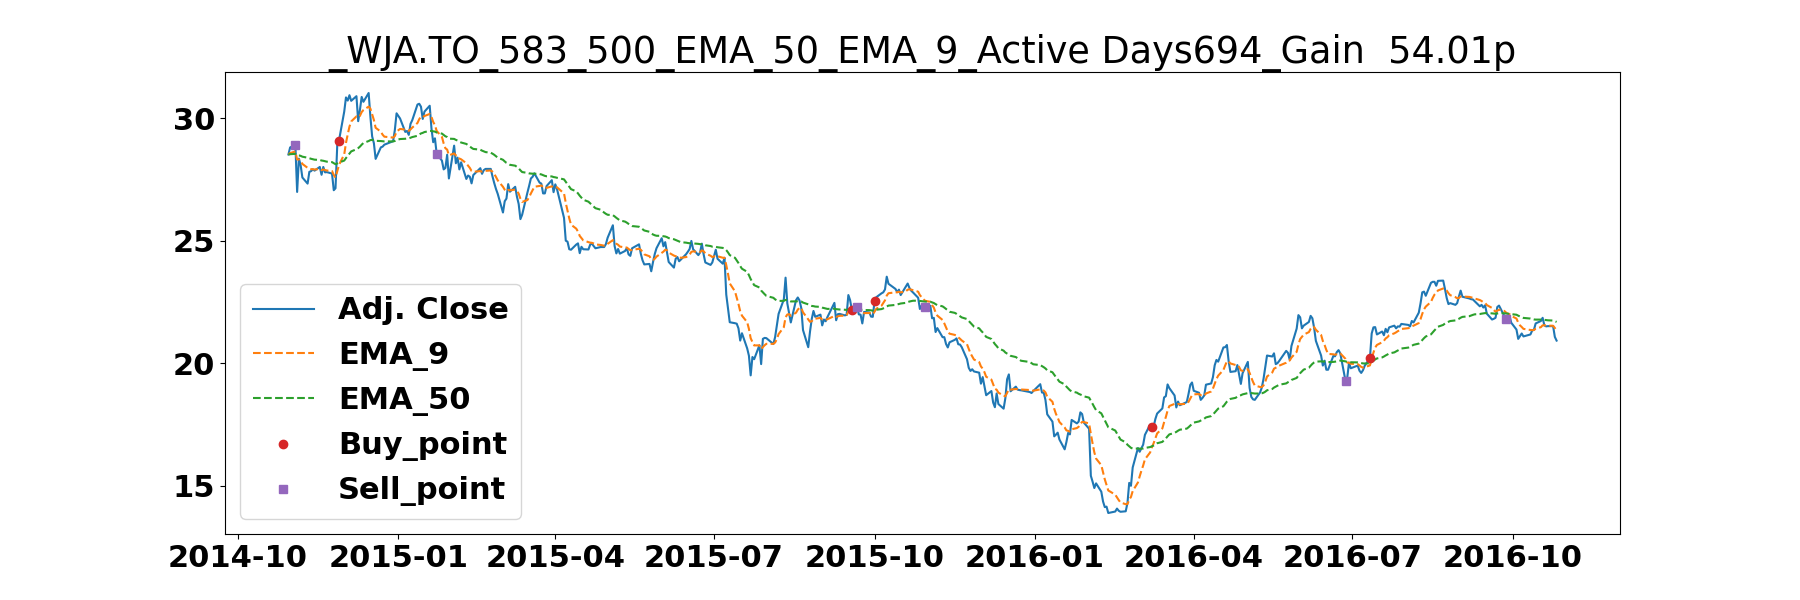 _WJA.TO_583_500_EMA_50_EMA_9_Active Days694_Gain  54.01p
30
25
20
15
Adj. Close
EMA_9
EMA_50
Buy_point
Sell_point
2014-10 2015-01 2015-04 2015-07 2015-10 2016-01 2016-04 2016-07 2016-10